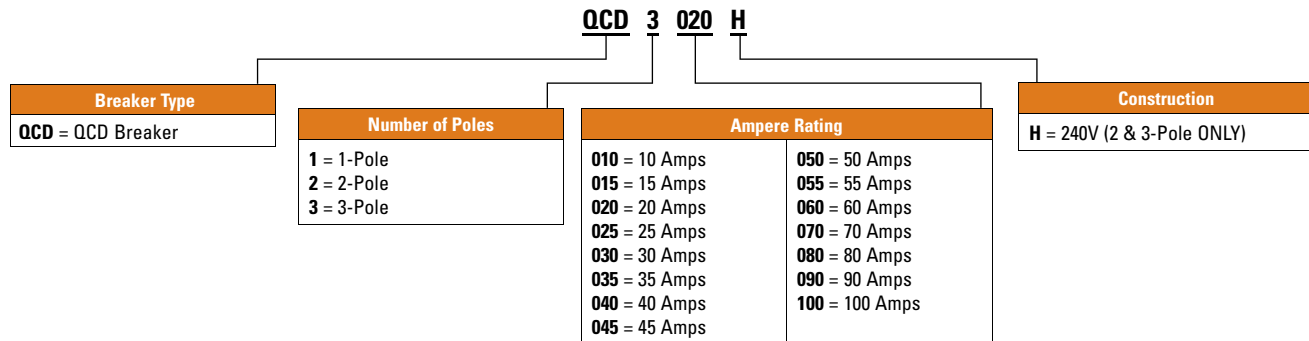 QCD 3 020 H
Breaker Type
QCD = QCD Breaker
Number of Poles
1 = 1-Pole
2 = 2-Pole
3 = 3-Pole
Ampere Rating
010 = 10 Amps
015 = 15 Amps
020 = 20 Amps
025 = 25 Amps
030 = 30 Amps
035 = 35 Amps
040 = 40 Amps
045 = 45 Amps
050 = 50 Amps
055 = 55 Amps
060 = 60 Amps
070 = 70 Amps
080 = 80 Amps
090 = 90 Amps
100 = 100 Amps
Construction
H = 240V (2 & 3-Pole ONLY)